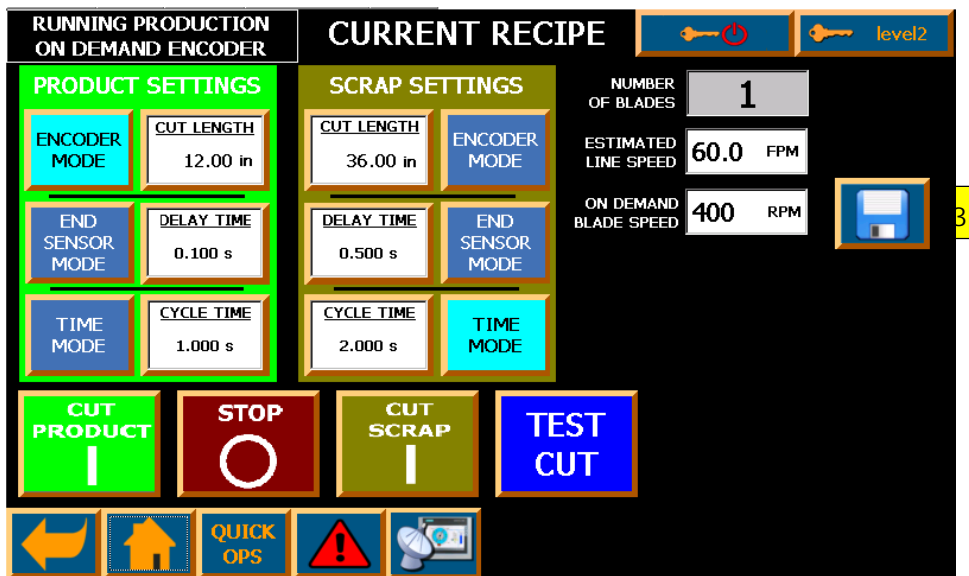 RUNNING PRODUCTION
ON DEMAND ENCODER
CURRENT RECIPE
level2
PRODUCT SETTINGS
ENCODER
MODE
CUT LENGTH
12.00 in
END
SENSOR
MODE
DELAY TIME
0.100 s
TIME
MODE
CYCLE TIME
1.000 s
SCRAP SETTINGS
CUT LENGTH
36.00 in
ENCODER
MODE
DELAY TIME
0.500 s
END
SENSOR
MODE
CYCLE TIME
2.000 s
TIME
MODE
NUMBER
OF BLADES
1
ESTIMATED
LINE SPEED
60.0 FPM
ON DEMAND
BLADE SPEED
400 RPM
3
CUT
PRODUCT
STOP
CUT
SCRAP
TEST
CUT
QUICK
OPS